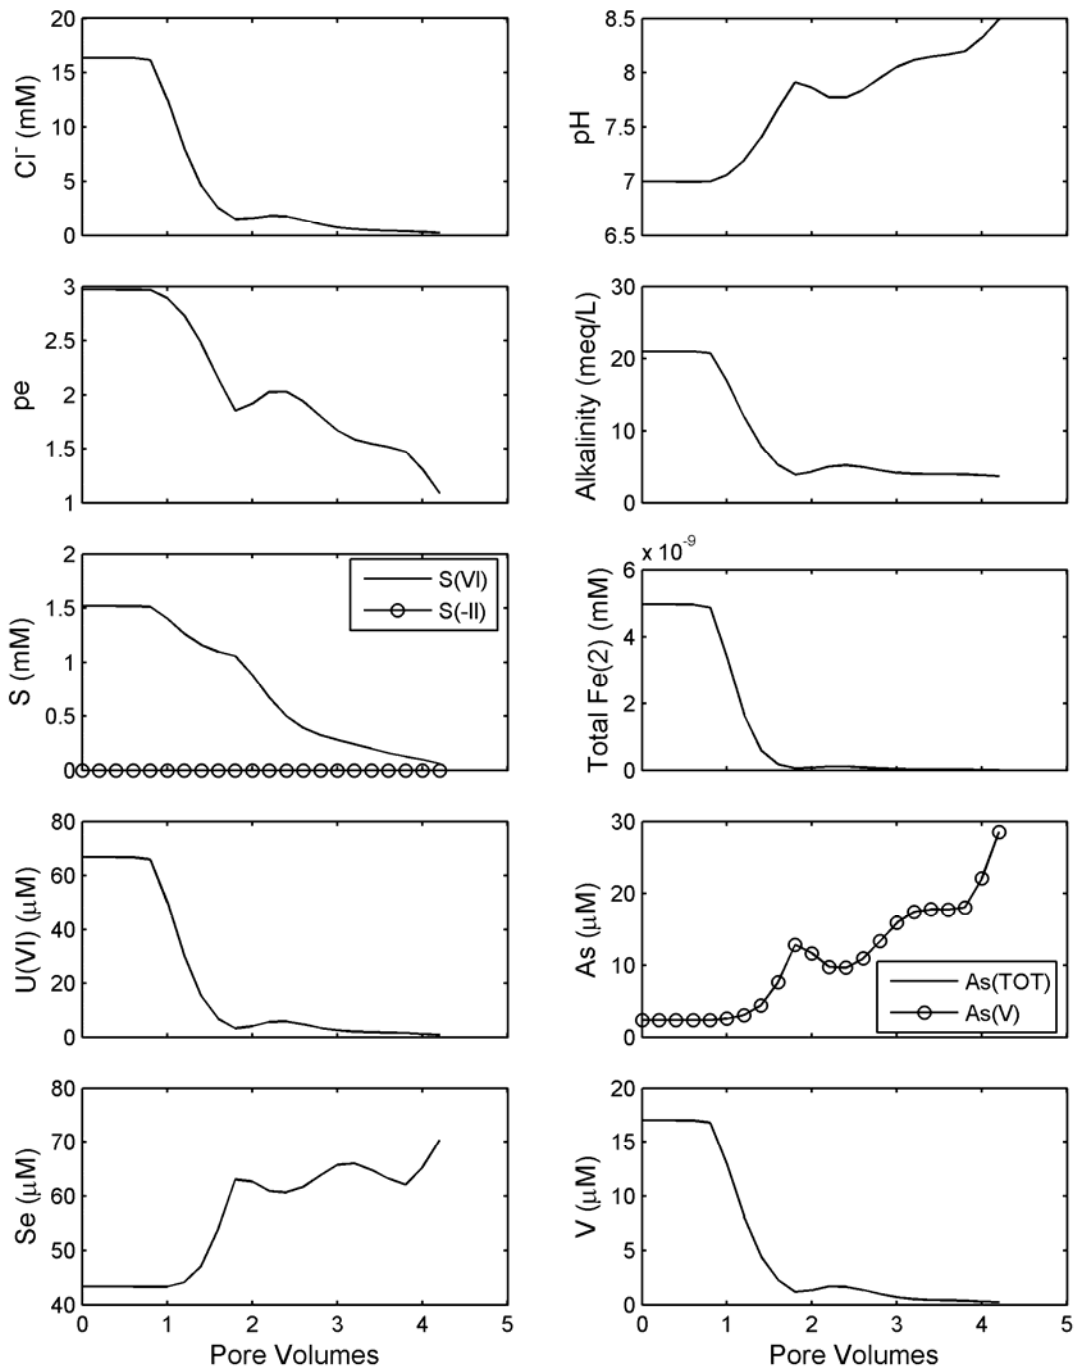 20
15
10
5
0
Cl⁻ (mM)
8.5
8
7.5
7
6.5
pH
3
2.5
2
1.5
1
pe
30
20
10
0
Alkalinity (meq/L)
2
1.5
1
0.5
0
S (mM)
S(VI)
S(-II)
x 10⁻⁹
6
4
2
0
Total Fe(2) (mM)
80
60
40
20
0
U(VI) (μM)
30
20
10
0
As (μM)
As(TOT)
As(V)
80
70
60
50
40
Se (μM)
0 1 2 3 4 5
Pore Volumes
20
15
10
5
0
V (μM)
0 1 2 3 4 5
Pore Volumes